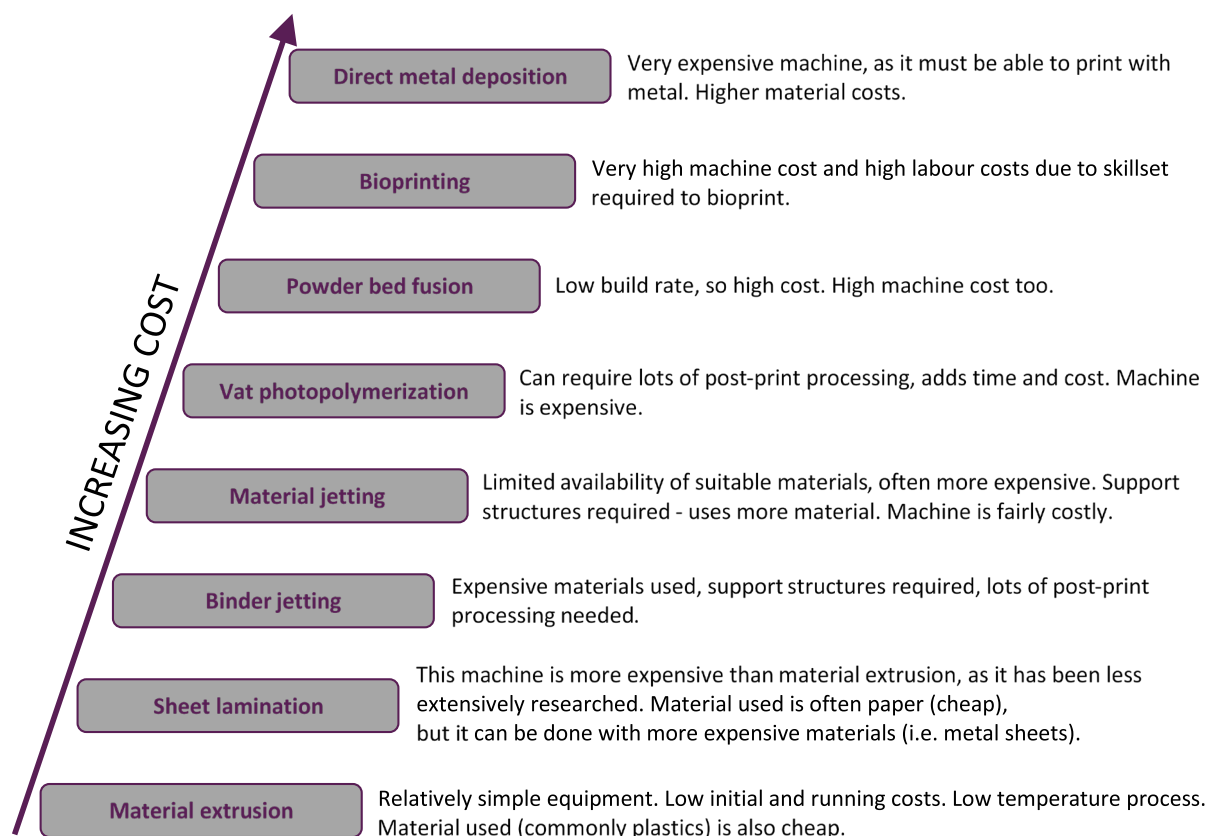 Direct metal deposition
Very expensive machine, as it must be able to print with
metal. Higher material costs.
Bioprinting
Very high machine cost and high labour costs due to skillset
required to bioprint.
Powder bed fusion
Low build rate, so high cost. High machine cost too.
INCREASING COST
Vat photopolymerization
Can require lots of post-print processing, adds time and cost. Machine
is expensive.
Material jetting
Limited availability of suitable materials, often more expensive. Support
structures required - uses more material. Machine is fairly costly.
Binder jetting
Expensive materials used, support structures required, lots of post-print
processing needed.
Sheet lamination
This machine is more expensive than material extrusion, as it has been less
extensively researched. Material used is often paper (cheap),
but it can be done with more expensive materials (i.e. metal sheets).
Material extrusion
Relatively simple equipment. Low initial and running costs. Low temperature process.
Material used (commonly plastics) is also cheap.